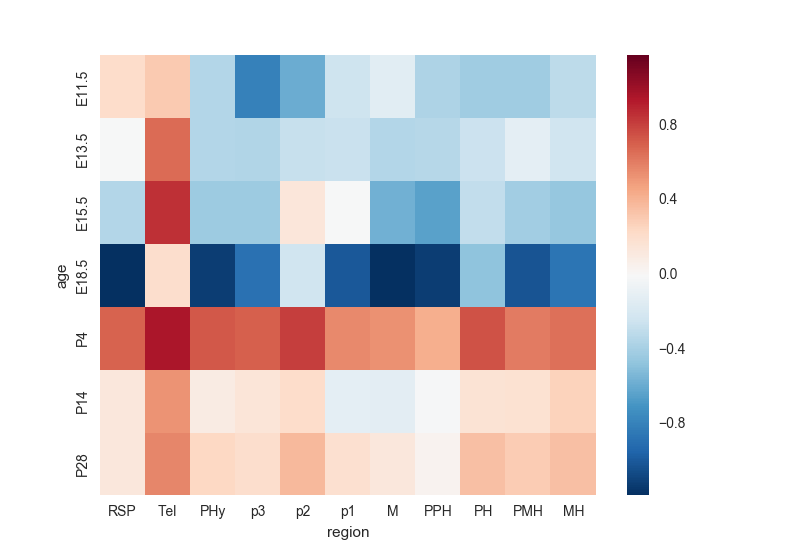 E11.5
E13.5
E15.5
E18.5
P4
P14
P28
age
RSP Tel PHy p3 p2 p1 M PPH PH PMH MH
region
0.8
0.4
0.0
−0.4
−0.8